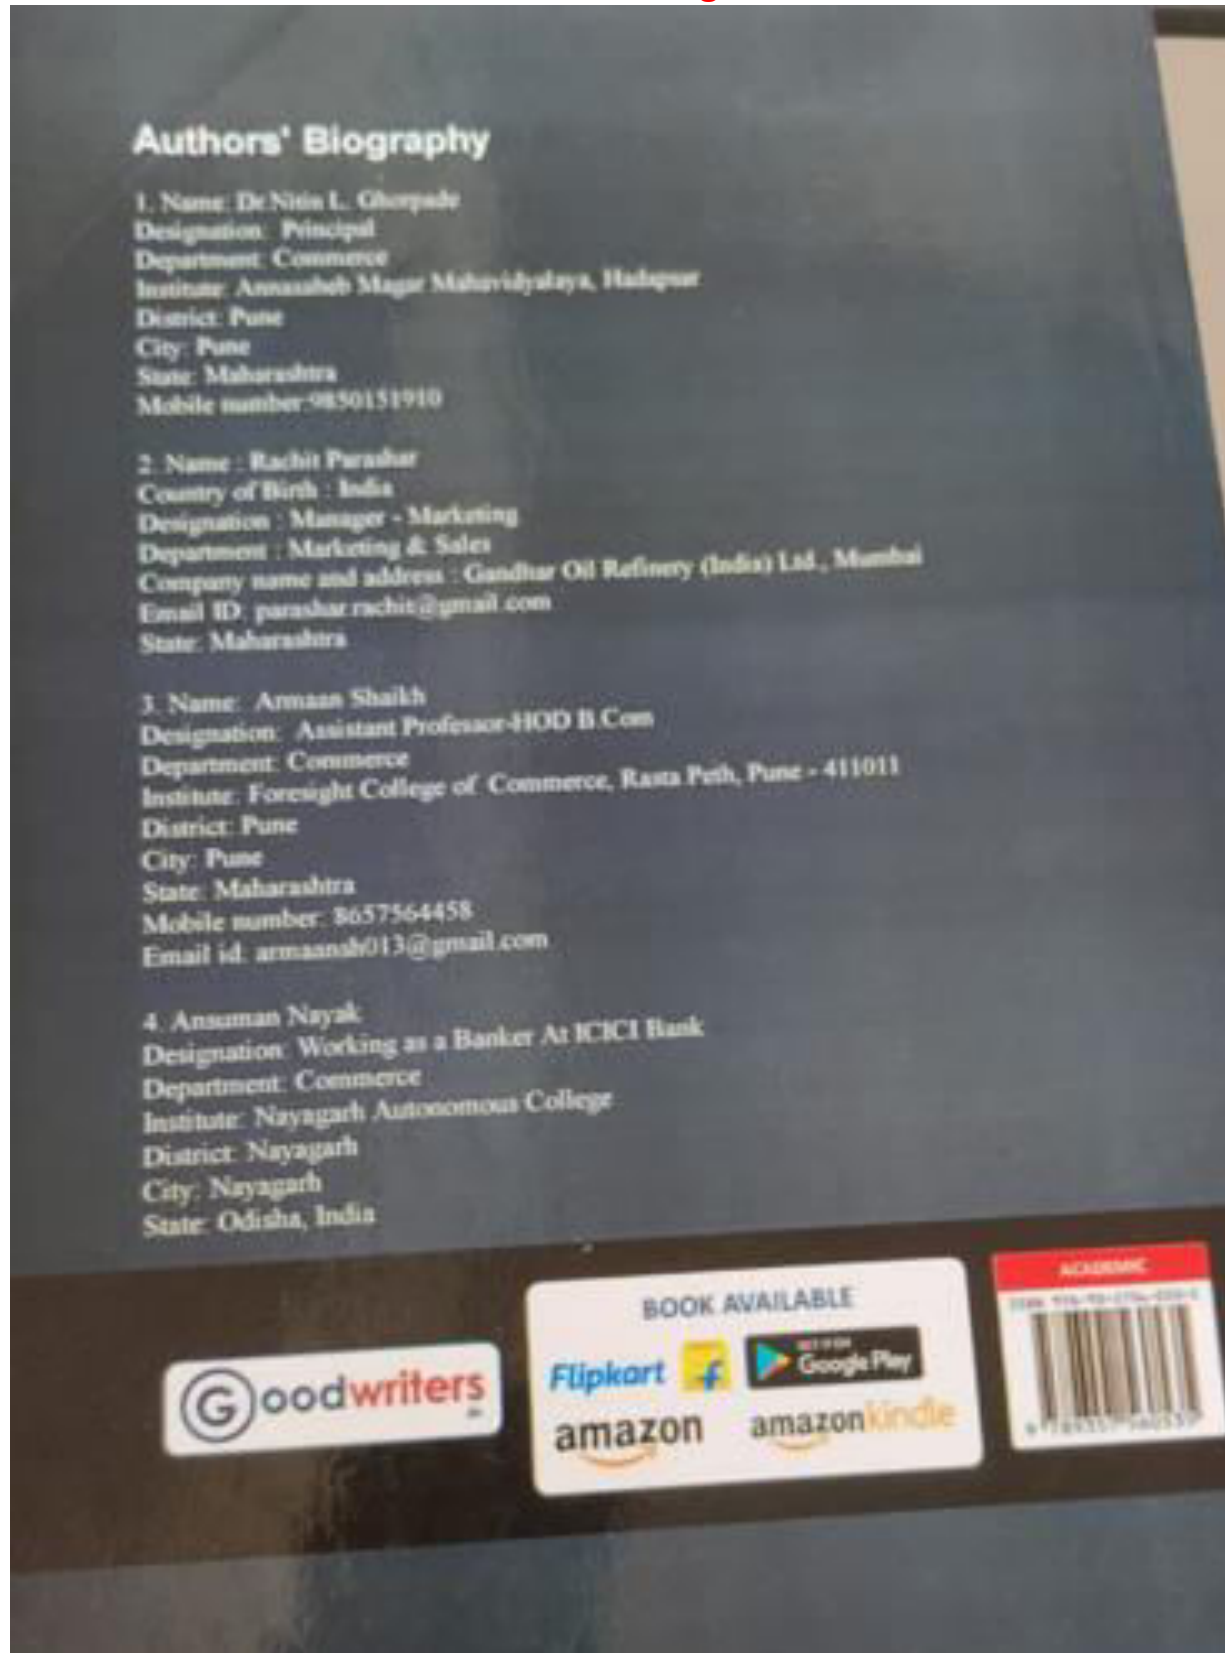 Authors' Biography
1. Name: Dr.Nitin L. Ghorpade
Designation: Principal
Department: Commerce
Institute: Annasaheb Magar Mahavidyalaya, Hadapsar
District: Pune
City: Pune
State: Maharashtra
Mobile number:9850151910
2. Name : Rachit Parashar
Country of Birth : India
Designation : Manager - Marketing
Department : Marketing & Sales
Company name and address : Gandhar Oil Refinery (India) Ltd., Mumbai
Email ID: parashar.rachit@gmail.com
State: Maharashtra
3. Name: Armaan Shaikh
Designation: Assistant Professor-HOD B.Com
Department: Commerce
Institute: Foresight College of Commerce, Rasta Peth, Pune - 411011
District: Pune
City: Pune
State: Maharashtra
Mobile number: 8657564458
Email id: armaansh013@gmail.com
4. Ansuman Nayak
Designation: Working as a Banker At ICICI Bank
Department: Commerce
Institute: Nayagarh Autonomous College
District: Nayagarh
City: Nayagarh
State: Odisha, India
Goodwriters
BOOK AVAILABLE
Flipkart
GET IT ON
Google Play
amazon
amazonkindle
ACADEMIC
ISBN